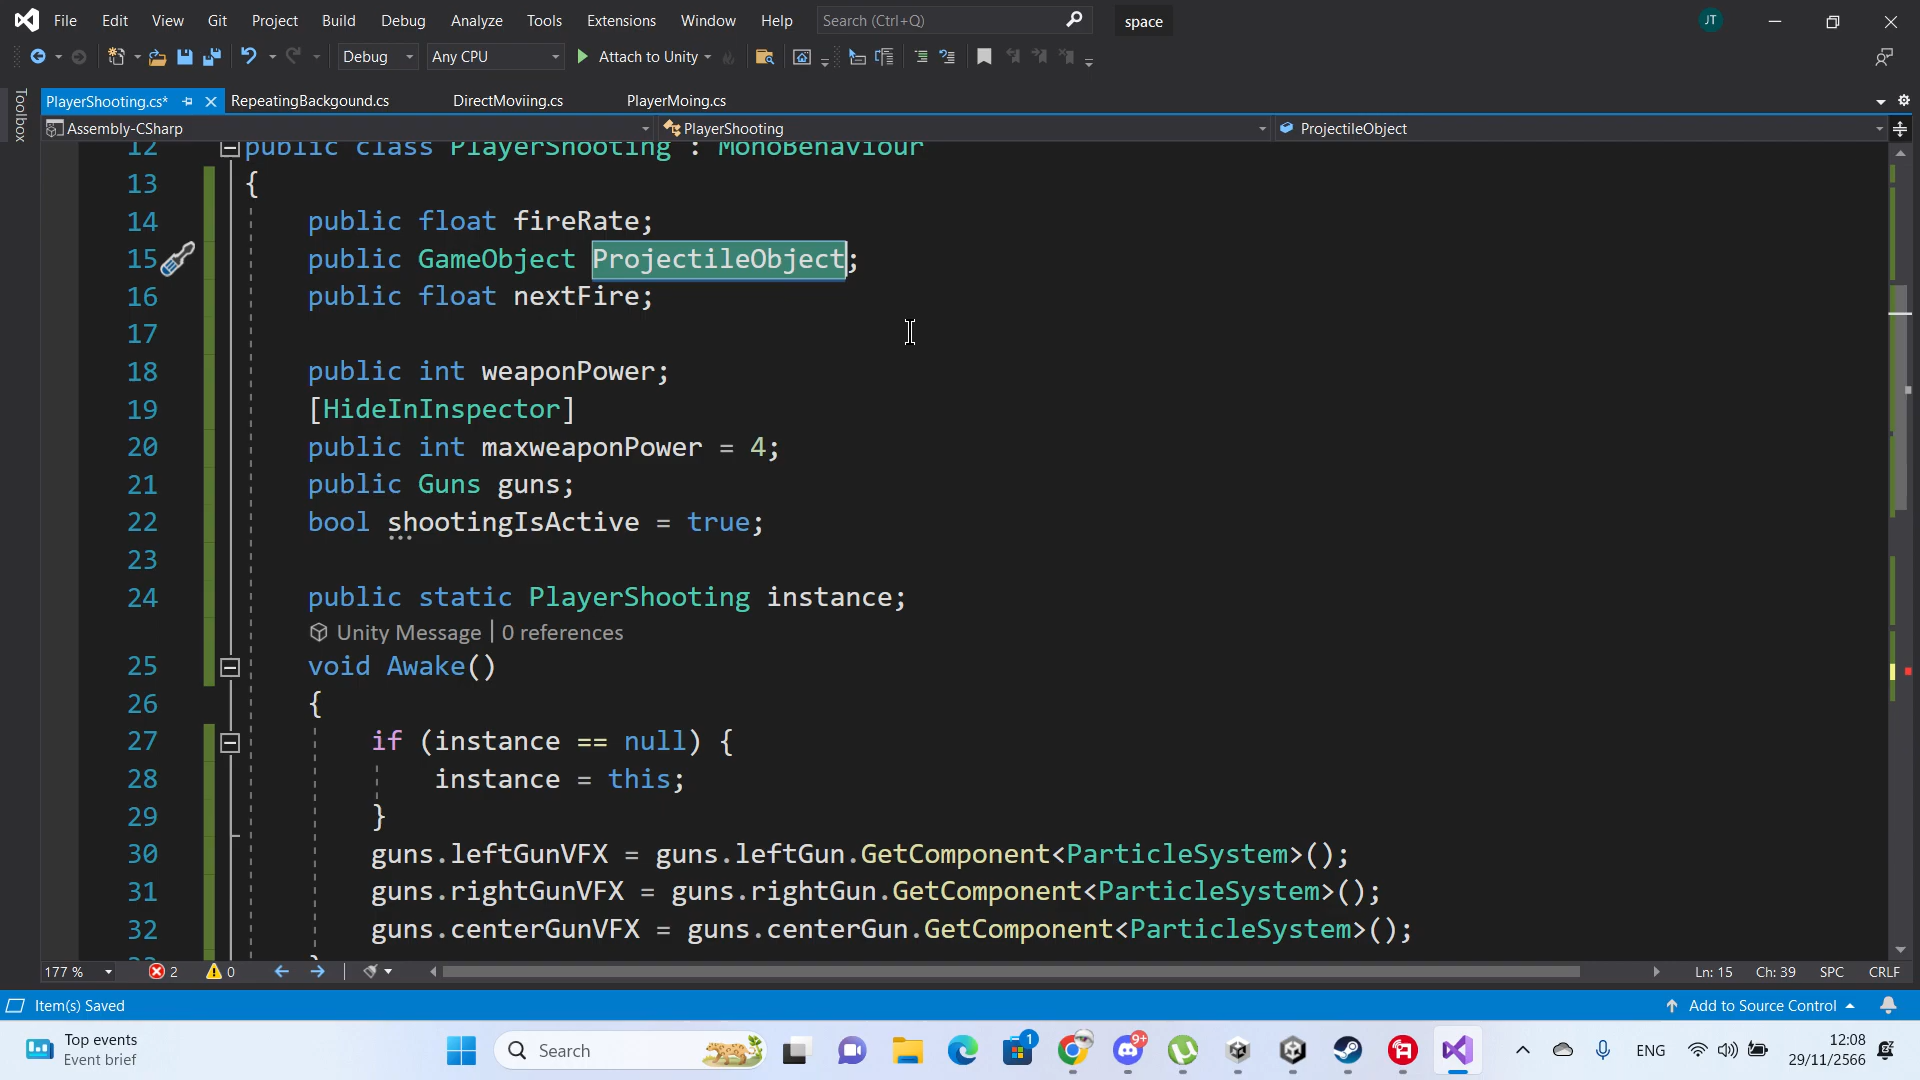 File Edit View Git Project Build Debug Test Analyze Tools Extensions Window Help Search (Ctrl+Q) space JT
Debug Any CPU Attach to Unity
Toolbox
PlayerShooting.cs* RepeatingBackgound.cs DirectMoviing.cs PlayerMoing.cs
Assembly-CSharp PlayerShooting ProjectileObject
12 public class PlayerShooting : MonoBehaviour
13 {
14 public float fireRate;
15 public GameObject ProjectileObject;
16 public float nextFire;
17
18 public int weaponPower;
19 [HideInInspector]
20 public int maxweaponPower = 4;
21 public Guns guns;
22 bool shootingIsActive = true;
23
24 public static PlayerShooting instance;
Unity Message | 0 references
25 void Awake()
26 {
27 if (instance == null) {
28 instance = this;
29 }
30 guns.leftGunVFX = guns.leftGun.GetComponent<ParticleSystem>();
31 guns.rightGunVFX = guns.rightGun.GetComponent<ParticleSystem>();
32 guns.centerGunVFX = guns.centerGun.GetComponent<ParticleSystem>();
177 % 2 0 Ln: 15 Ch: 39 SPC CRLF
Item(s) Saved Add to Source Control
Top events
Event brief
Search 1 9+ ENG
12:08
29/11/2566